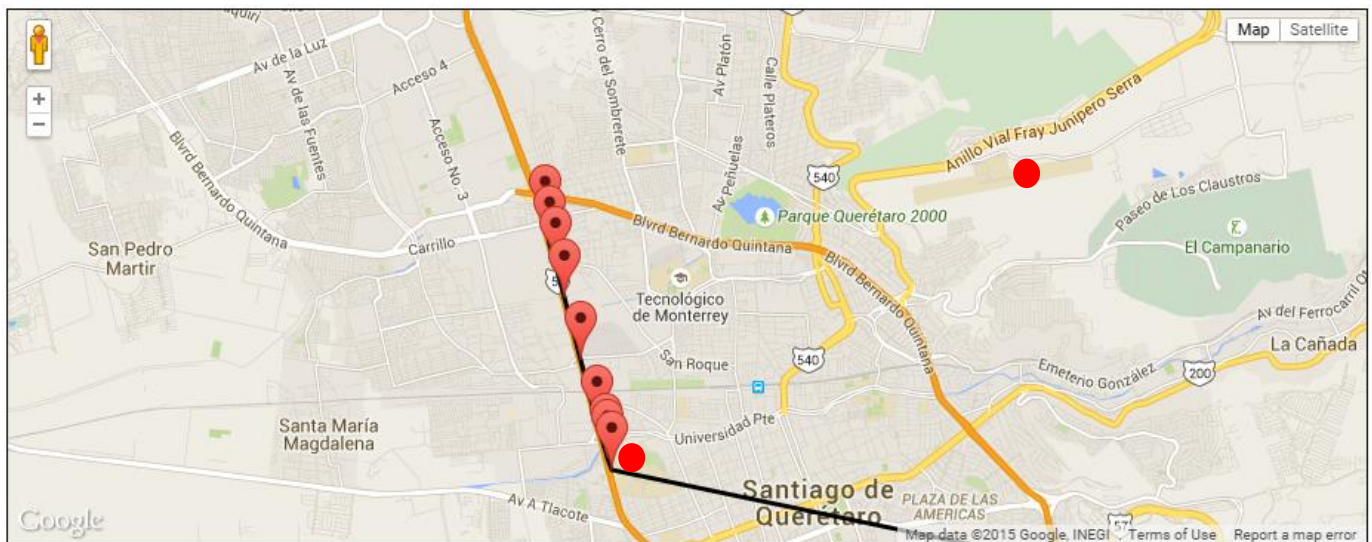 Map Satellite
Av de la Luz
Acceso 4
Av de las Fuentes
Acceso No. 3
Cerro del Sombrerete
Av Platón
Calle Plateros
Av Peñuelas
540
Anillo Vial Fray Junipero Serra
Paseo de Los Claustros
Blvrd Bernardo Quintana
Carrillo
San Pedro
Martir
Blvrd Bernardo Quintana
Parque Querétaro 2000
El Campanario
Blvrd Bernardo Quintana
Tecnológico
de Monterrey
Av del Ferrocarril
La Cañada
San Roque
540
Emeterio González
200
Santa María
Magdalena
Universidad Pte
Av A Tlacote
Santiago de
Querétaro
PLAZA DE LAS
AMERICAS
57
Google
Map data ©2015 Google, INEGI Terms of Use Report a map error